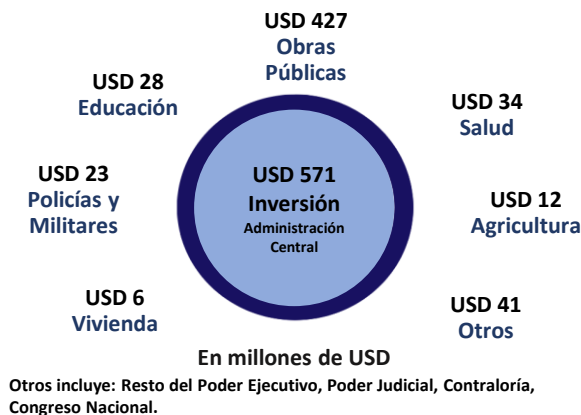 USD 427
Obras
Públicas
USD 28
Educación
USD 34
Salud
USD 23
Policías y
Militares
USD 571
Inversión
Administración
Central
USD 12
Agricultura
USD 6
Vivienda
USD 41
Otros
En millones de USD
Otros incluye: Resto del Poder Ejecutivo, Poder Judicial, Contraloría,
Congreso Nacional.